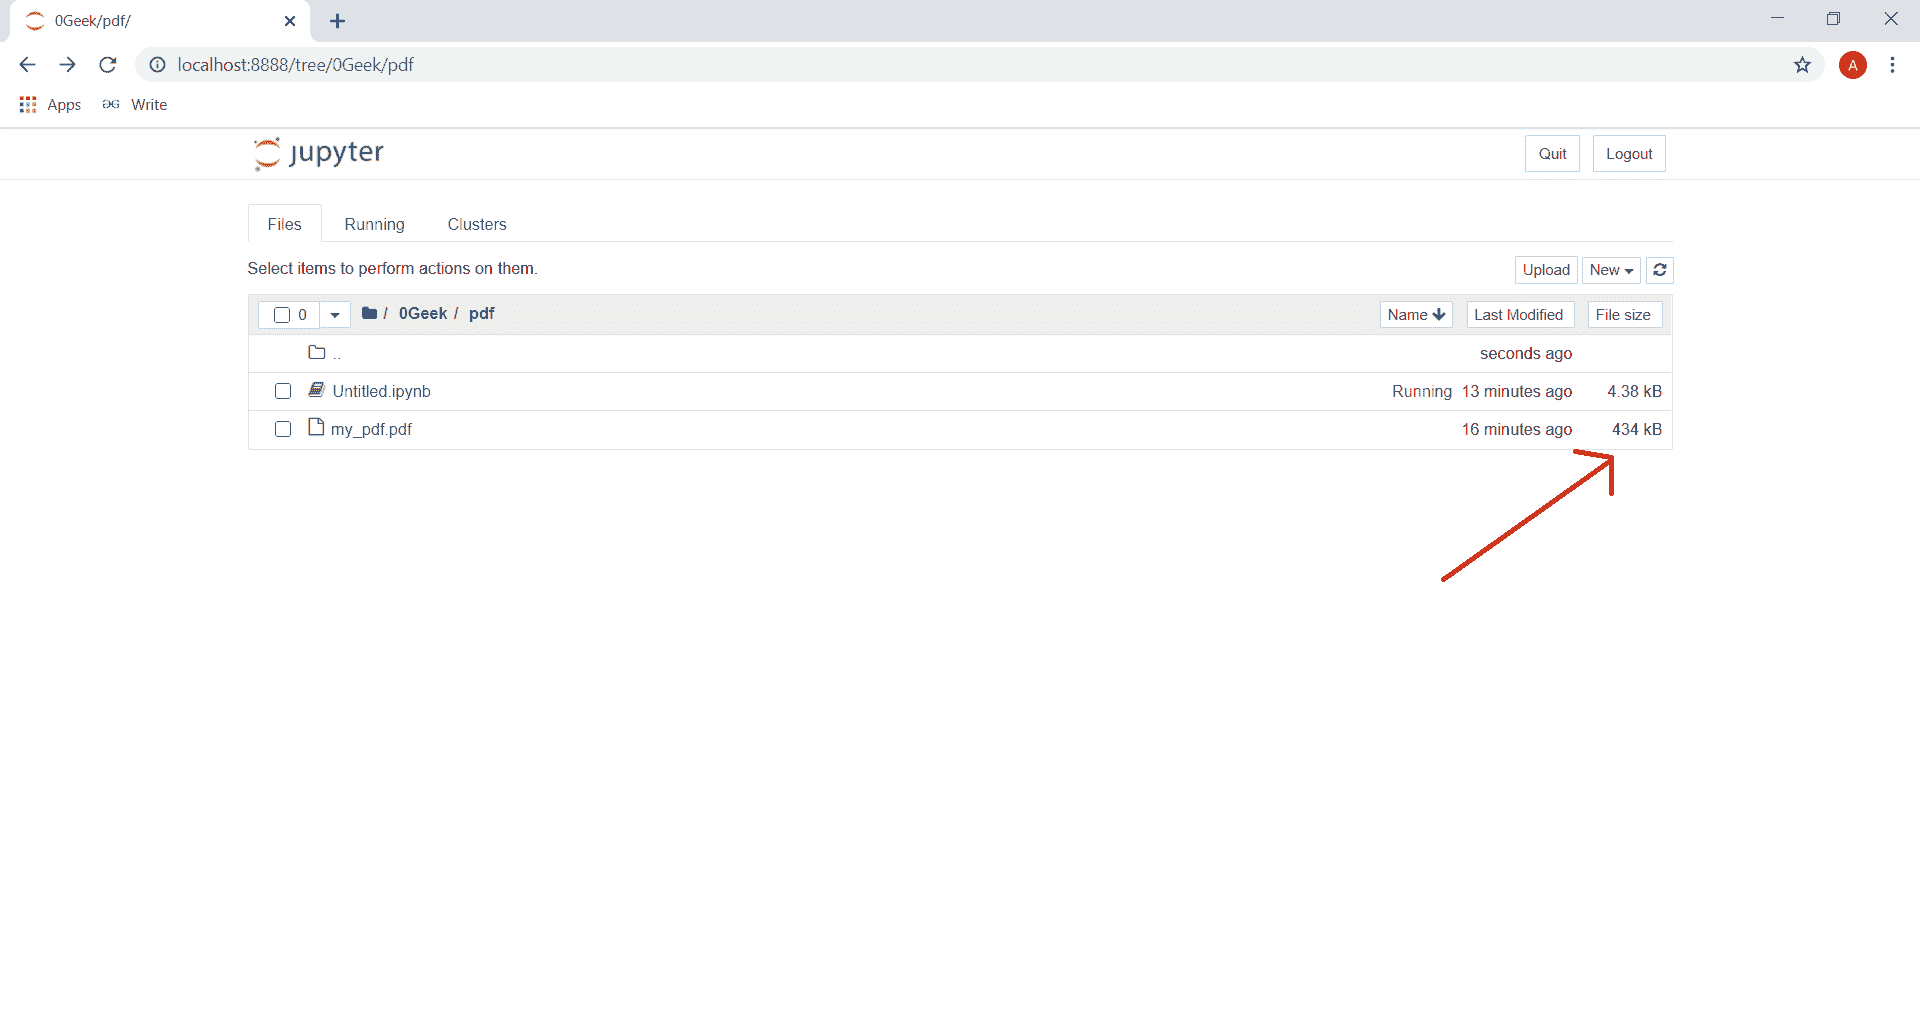 0Geek/pdf/
localhost:8888/tree/0Geek/pdf
A
Apps
Write
jupyter
Quit
Logout
Files
Running
Clusters
Select items to perform actions on them.
Upload
New
0
/ 0Geek / pdf
Name
Last Modified
File size
..
seconds ago
Untitled.ipynb
Running 13 minutes ago 4.38 kB
my_pdf.pdf
16 minutes ago 434 kB